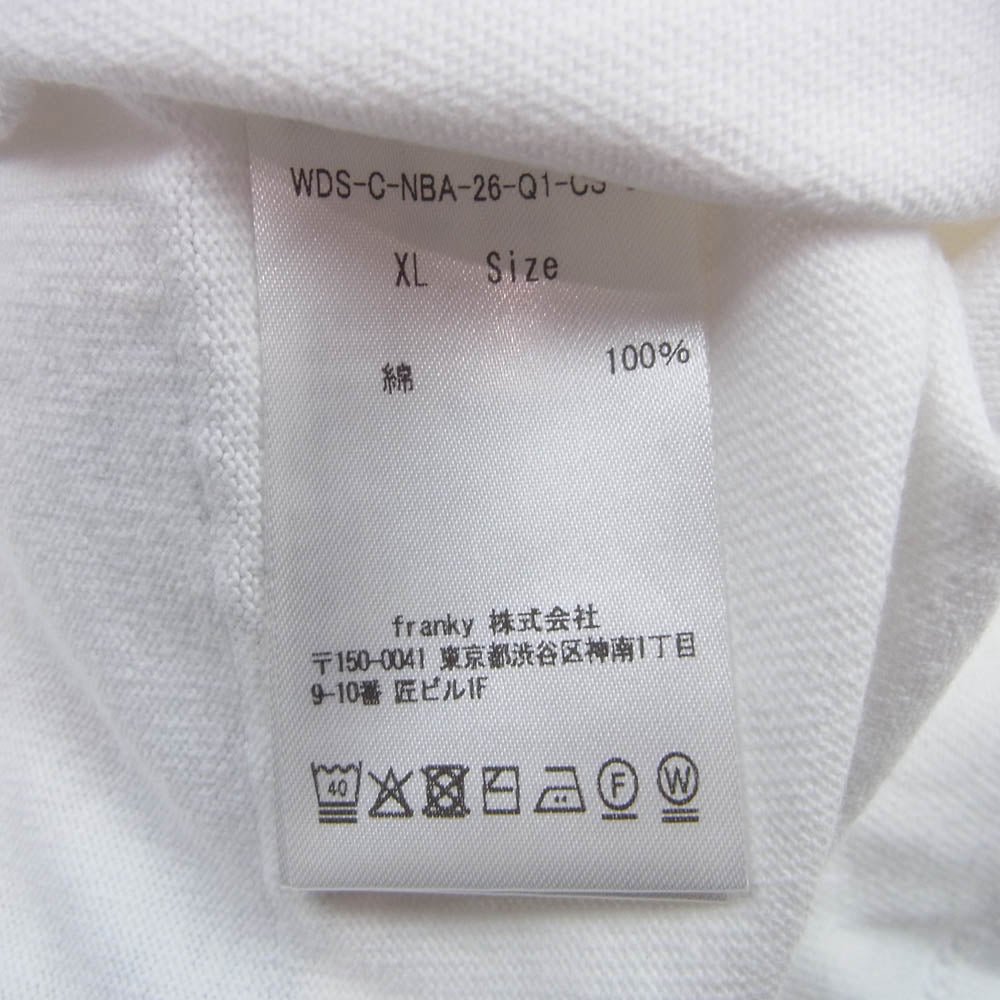 WDS-C-NBA-26-Q1-
XL Size
綿 100%
franky 株式会社
〒150-0041 東京都渋谷区神南1丁目
9-10番 匠ビル1F
40 F W